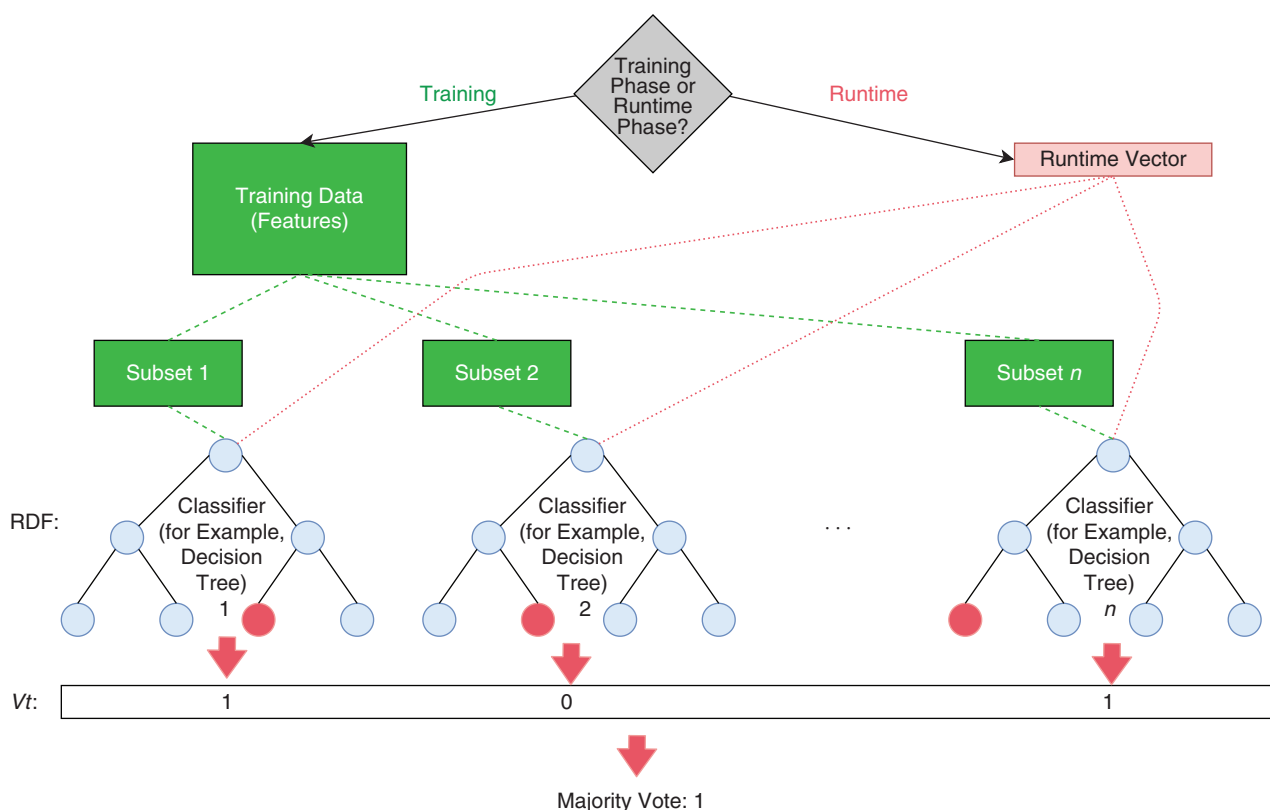 Training
Phase or
Runtime
Phase?
Training
Runtime
Training Data
(Features)
Runtime Vector
Subset 1
Subset 2
Subset n
RDF:
Classifier
(for Example,
Decision
Tree)
1
Classifier
(for Example,
Decision
Tree)
2
...
Classifier
(for Example,
Decision
Tree)
n
Vt:
1
0
1
Majority Vote: 1